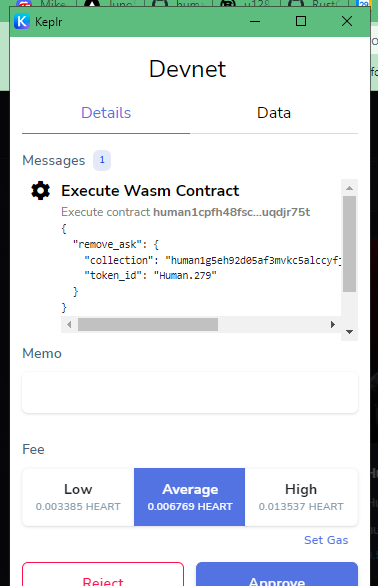 Keplr
Devnet
Details
Data
Messages 1
Execute Wasm Contract
Execute contract human1cpfh48fsc...uqdjr75t
{
"remove_ask": {
"collection": "human1g5eh92d05af3mvkc5alccyfj
"token_id": "Human.279"
}
}
Memo
Fee
Low
0.003385 HEART
Average
0.006769 HEART
High
0.013537 HEART
Set Gas
Reject
Approve